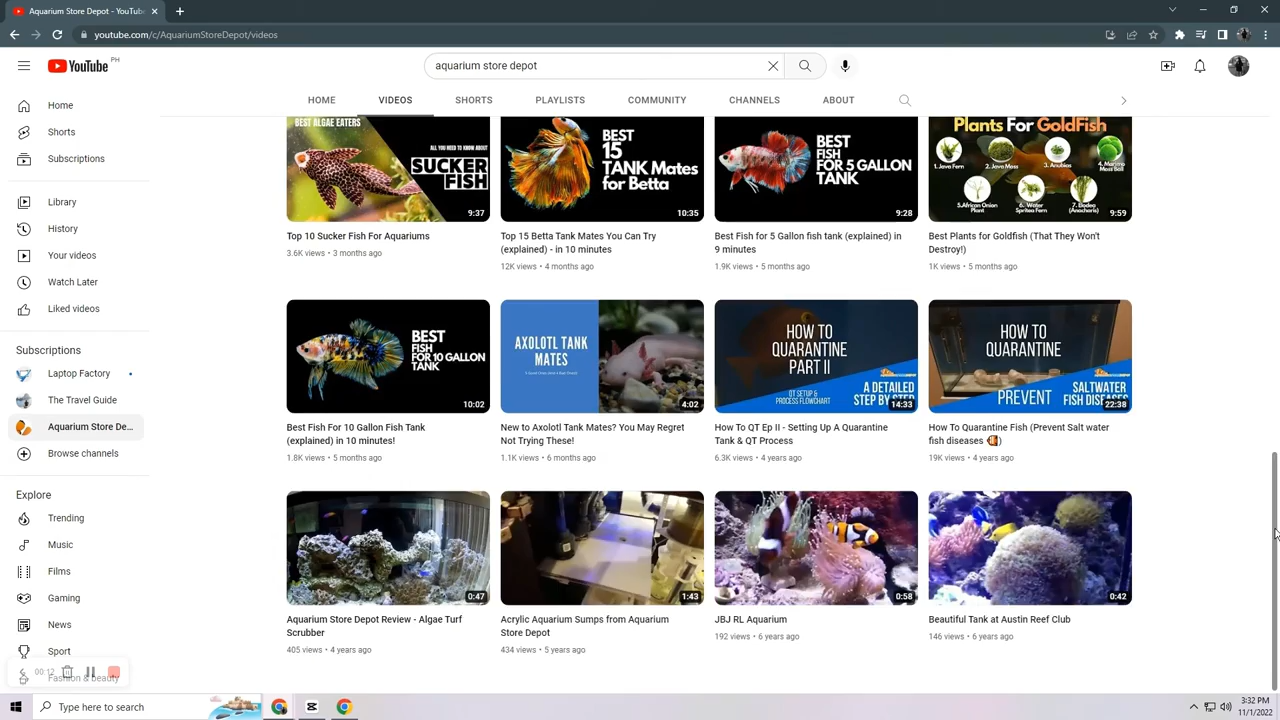 Aquarium Store Depot - YouTube
youtube.com/c/AquariumStoreDepot/videos
YouTube PH
aquarium store depot
HOME VIDEOS SHORTS PLAYLISTS COMMUNITY CHANNELS ABOUT
Home
Shorts
Subscriptions
Library
History
Your videos
Watch Later
Liked videos
Subscriptions
Laptop Factory
The Travel Guide
Aquarium Store De...
Browse channels
Explore
Trending
Music
Films
Gaming
News
Sport
Fashion & beauty
00:12
BEST ALGAE EATERS
ALL YOU NEED TO KNOW ABOUT
SUCKER
FISH
9:37
Top 10 Sucker Fish For Aquariums
3.6K views • 3 months ago
BEST
15
TANK Mates
for Betta
10:35
Top 15 Betta Tank Mates You Can Try
(explained) - in 10 minutes
12K views • 4 months ago
BEST
FISH
FOR 5 GALLON
TANK
9:28
Best Fish for 5 Gallon fish tank (explained) in
9 minutes
1.9K views • 5 months ago
Plants For GoldFish
1. Java Fern
2. Java Moss
3. Anubias
4. Marimo
Moss Ball
5. African Onion
Plant
6. Water
Spritea Fern
7. Elodea
(Anacharis)
9:59
Best Plants for Goldfish (That They Won't
Destroy!)
1K views • 5 months ago
BEST
FISH
FOR 10 GALLON
TANK
10:02
Best Fish For 10 Gallon Fish Tank
(explained) in 10 minutes!
1.8K views • 5 months ago
AXOLOTL TANK
MATES
4:02
New to Axolotl Tank Mates? You May Regret
Not Trying These!
1.1K views • 6 months ago
HOW TO
QUARANTINE
PART II
QT SETUP &
PROCESS FLOWCHART
A DETAILED
STEP BY STEP
14:33
How To QT Ep II - Setting Up A Quarantine
Tank & QT Process
6.3K views • 4 years ago
HOW TO
QUARANTINE
PREVENT
SALTWATER
FISH DISEASES
22:38
How To Quarantine Fish (Prevent Salt water
fish diseases 🐠)
19K views • 4 years ago
0:47
Aquarium Store Depot Review - Algae Turf
Scrubber
405 views • 4 years ago
1:43
Acrylic Aquarium Sumps from Aquarium
Store Depot
434 views • 5 years ago
0:58
JBJ RL Aquarium
192 views • 6 years ago
0:42
Beautiful Tank at Austin Reef Club
146 views • 6 years ago
Type here to search
3:32 PM
11/1/2022